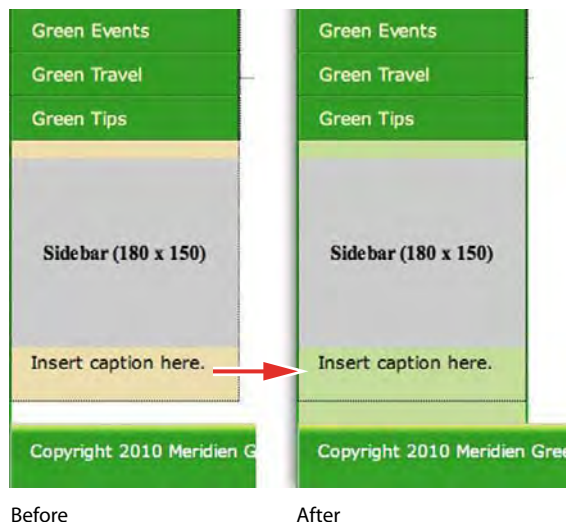 Green Events
Green Travel
Green Tips
Sidebar (180 x 150)
Insert caption here.
Copyright 2010 Meridien G
Before
Green Events
Green Travel
Green Tips
Sidebar (180 x 150)
Insert caption here.
Copyright 2010 Meridien Gree
After